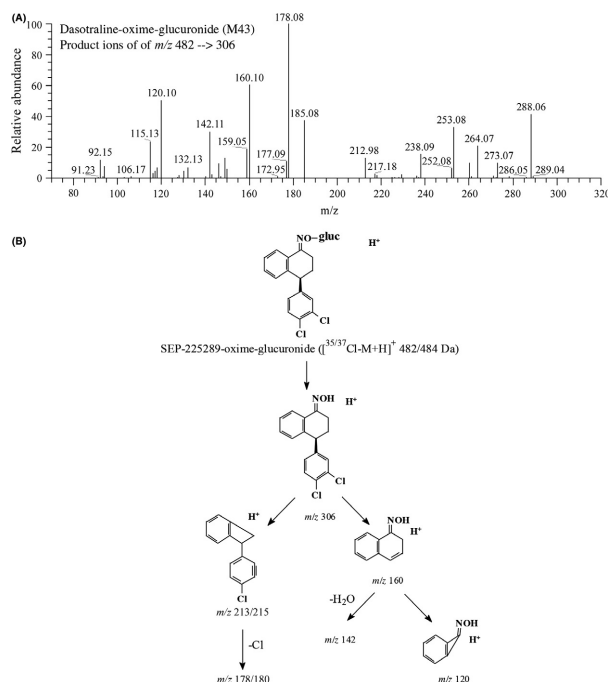 (A)
Dasotraline-oxime-glucuronide (M43)
Product ions of of m/z 482 --> 306
Relative abundance
100
80
60
40
20
0
178.08
160.10
120.10
185.08
288.06
253.08
142.11
115.13
159.05
264.07
238.09
212.98
92.15
132.13
177.09
252.08
273.07
91.23
106.17
172.95
217.18
286.05
289.04
80 100 120 140 160 180 200 220 240 260 280 300 320
m/z
(B)
NO-gluc
H+
Cl
Cl
SEP-225289-oxime-glucuronide ([35/37Cl-M+H]+ 482/484 Da)
NOH
H+
Cl
Cl
m/z 306
H+
Cl
m/z 213/215
NOH
H+
m/z 160
-H2O
m/z 142
-Cl
m/z 178/180
NOH
H+
m/z 120